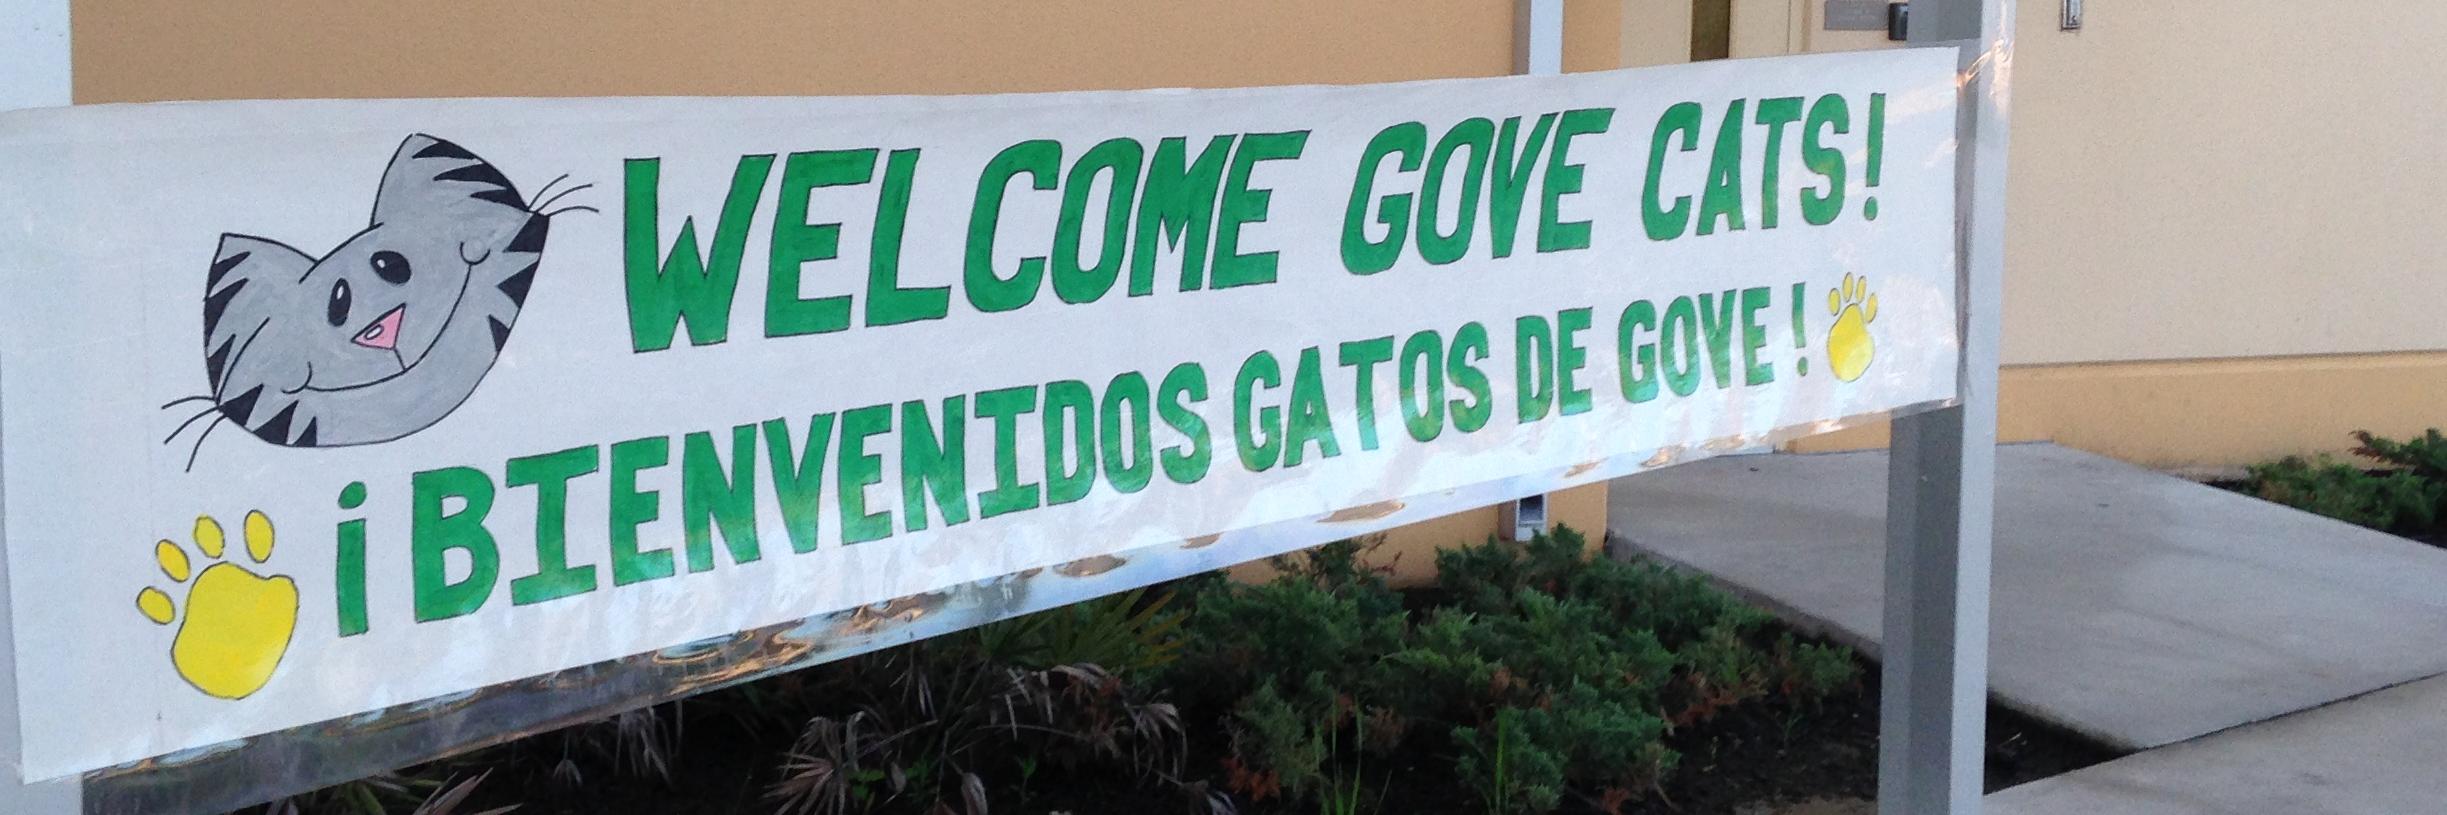 WELCOME GOVE CATS!
¡BIENVENIDOS GATOS DE GOVE!